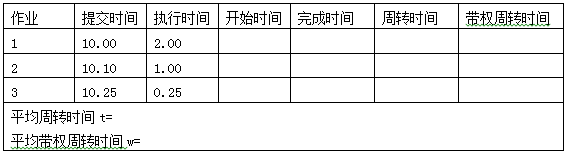 作业 提交时间 执行时间 开始时间 完成时间 周转时间 带权周转时间
1 10.00 2.00
2 10.10 1.00
3 10.25 0.25
平均周转时间 t=
平均带权周转时间 w=